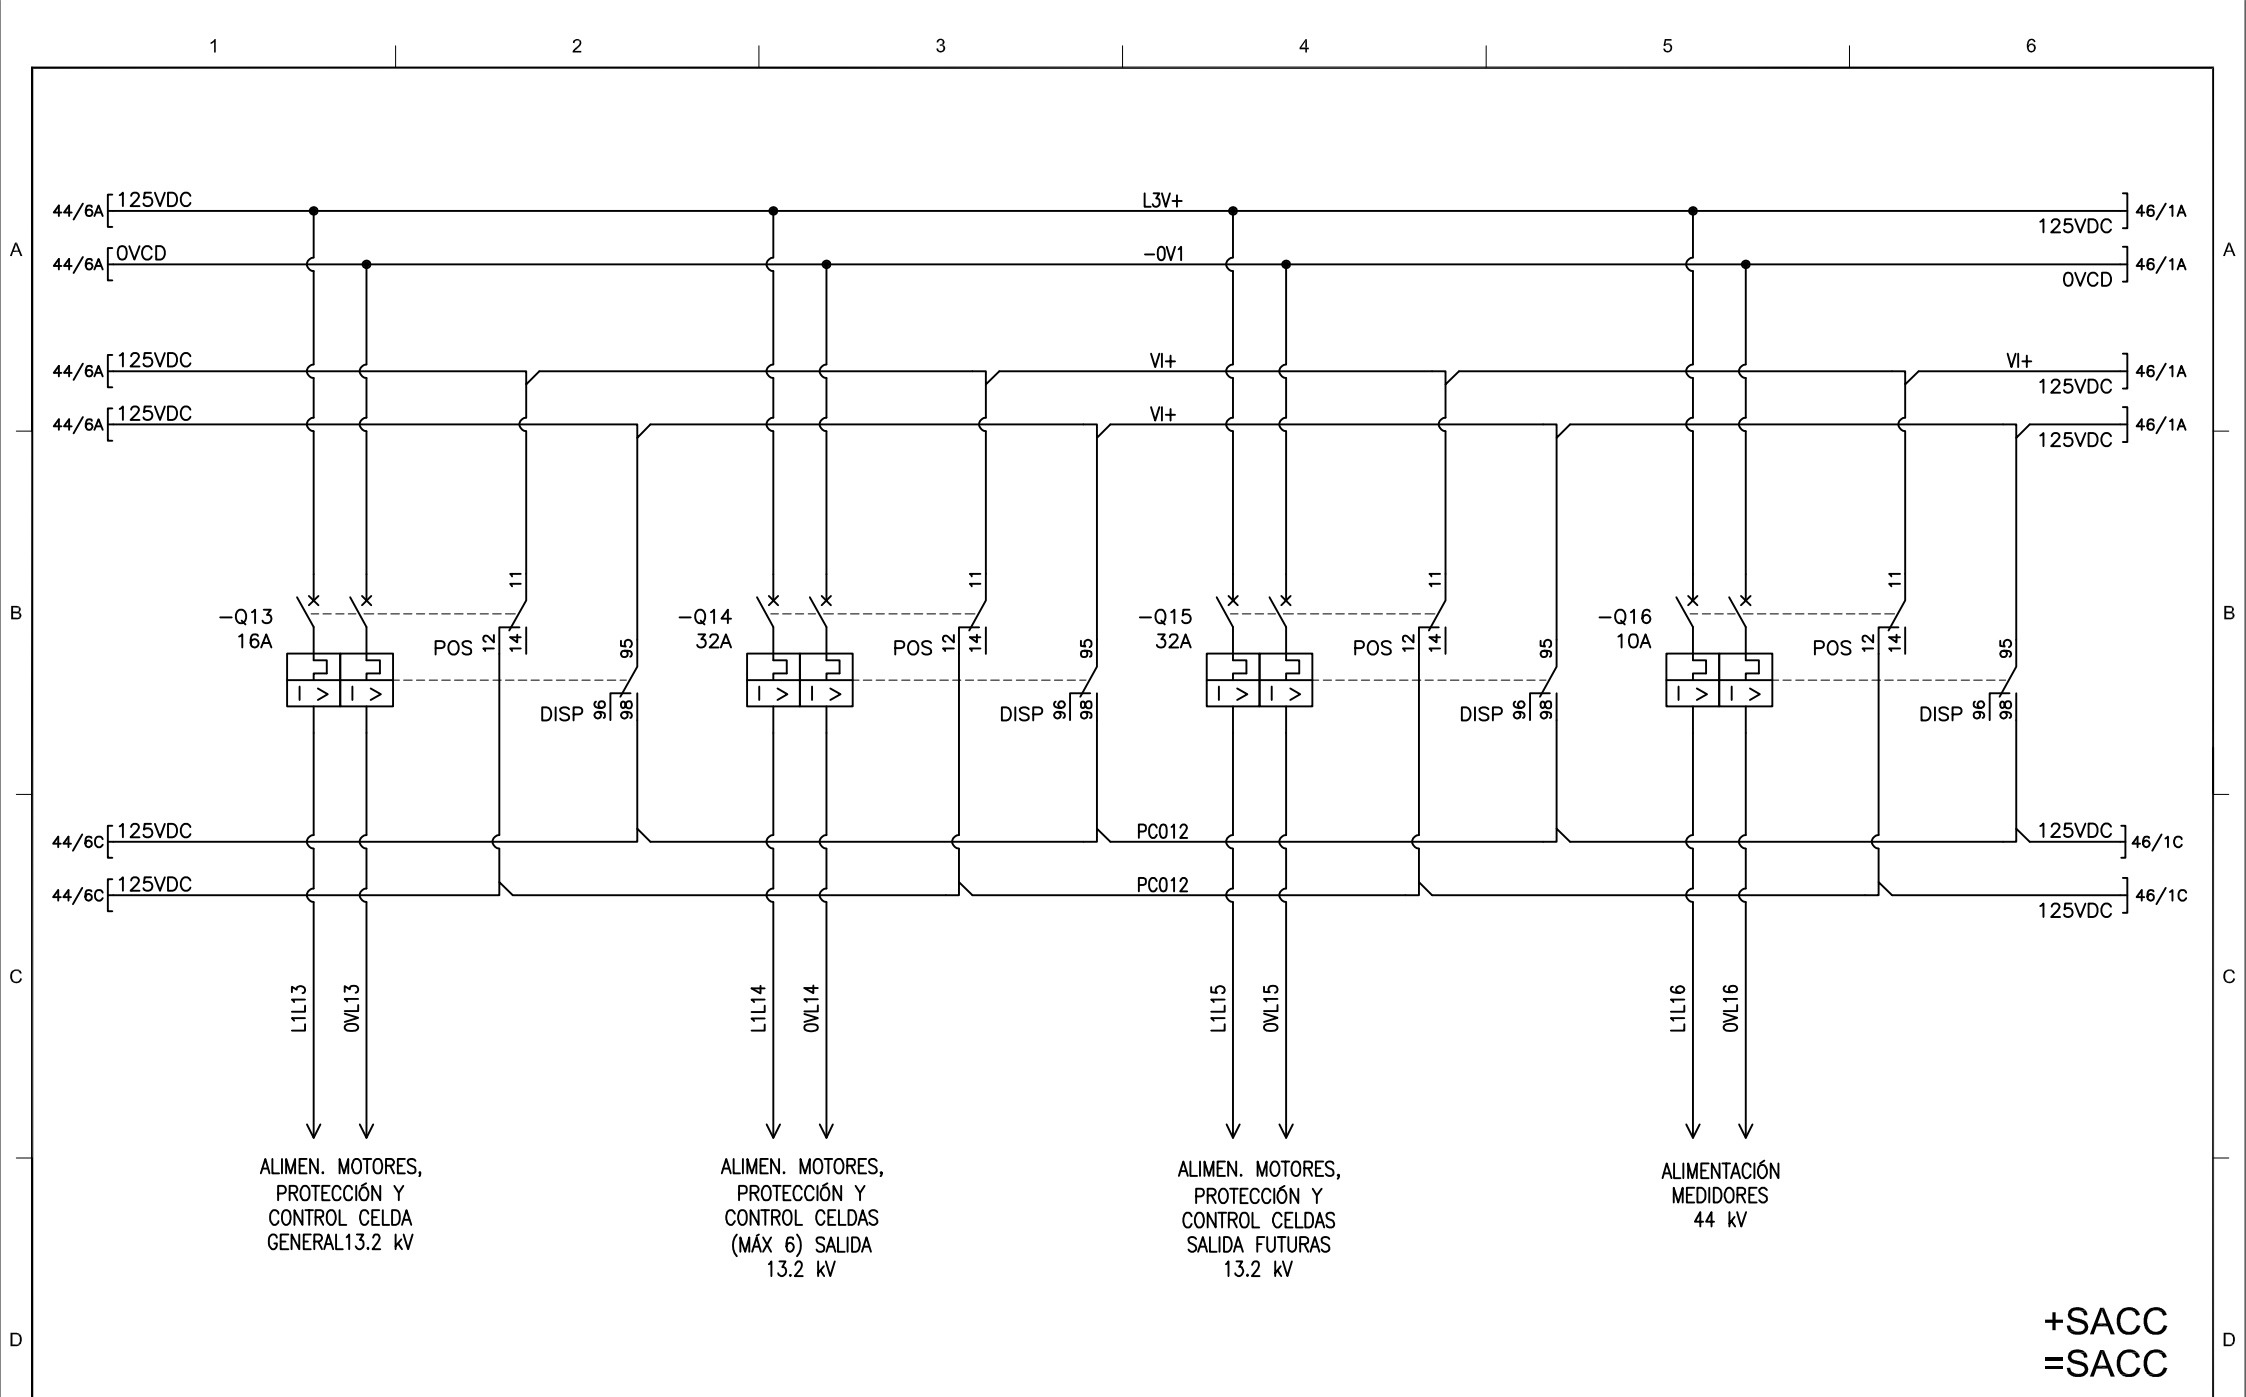 1 2 3 4 5 6
44/6A 125VDC L3V+ 46/1A
125VDC
A 44/6A 0VCD -0V1 46/1A A
0VCD
44/6A 125VDC VI+ VI+ 46/1A
125VDC
44/6A 125VDC VI+ 46/1A
125VDC
11 11 11 11
B -Q13 -Q14 -Q15 -Q16 B
16A POS 12 14 95 32A POS 12 14 95 32A POS 12 14 95 10A POS 12 14 95
I > I > I > I > I > I > I > I >
DISP 96 98 DISP 96 98 DISP 96 98 DISP 96 98
44/6C 125VDC PC012 125VDC 46/1C
44/6C 125VDC PC012 46/1C
125VDC
C C
L1L13 0VL13 L1L14 0VL14 L1L15 0VL15 L1L16 0VL16
ALIMEN. MOTORES,
PROTECCIÓN Y
CONTROL CELDA
GENERAL13.2 kV
ALIMEN. MOTORES,
PROTECCIÓN Y
CONTROL CELDAS
(MÁX 6) SALIDA
13.2 kV
ALIMEN. MOTORES,
PROTECCIÓN Y
CONTROL CELDAS
SALIDA FUTURAS
13.2 kV
ALIMENTACIÓN
MEDIDORES
44 kV
+SACC
D D
=SACC